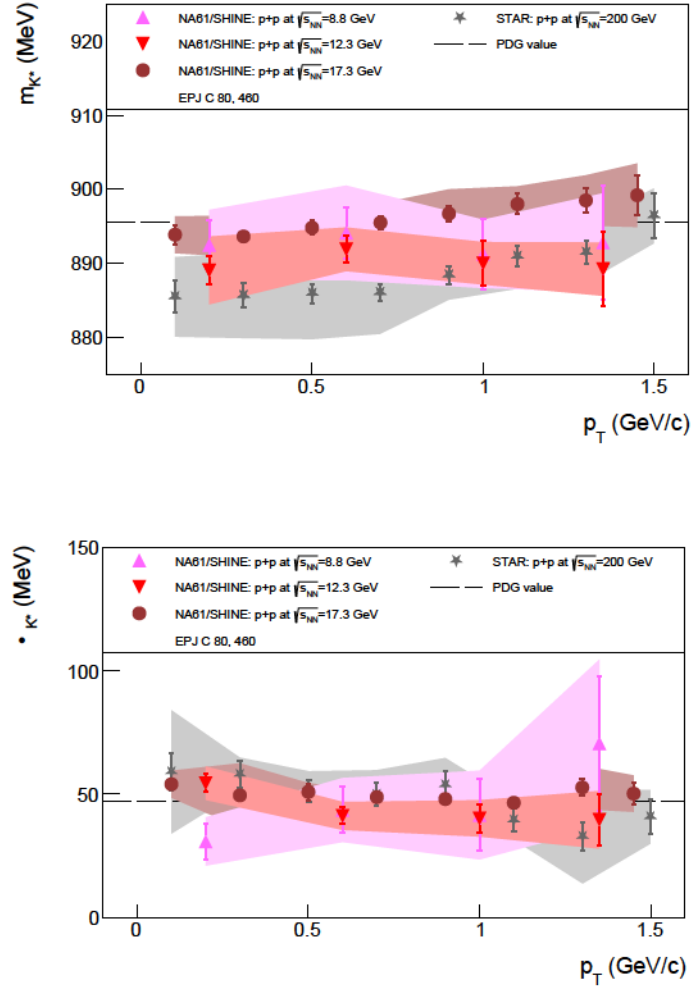 m_K* (MeV)
920
910
900
890
880
NA61/SHINE: p+p at √s_NN=8.8 GeV
NA61/SHINE: p+p at √s_NN=12.3 GeV
NA61/SHINE: p+p at √s_NN=17.3 GeV
EPJ C 80, 460
STAR: p+p at √s_NN=200 GeV
PDG value
0 0.5 1 1.5
p_T (GeV/c)
• K* (MeV)
150
100
50
0
NA61/SHINE: p+p at √s_NN=8.8 GeV
NA61/SHINE: p+p at √s_NN=12.3 GeV
NA61/SHINE: p+p at √s_NN=17.3 GeV
EPJ C 80, 460
STAR: p+p at √s_NN=200 GeV
PDG value
0 0.5 1 1.5
p_T (GeV/c)